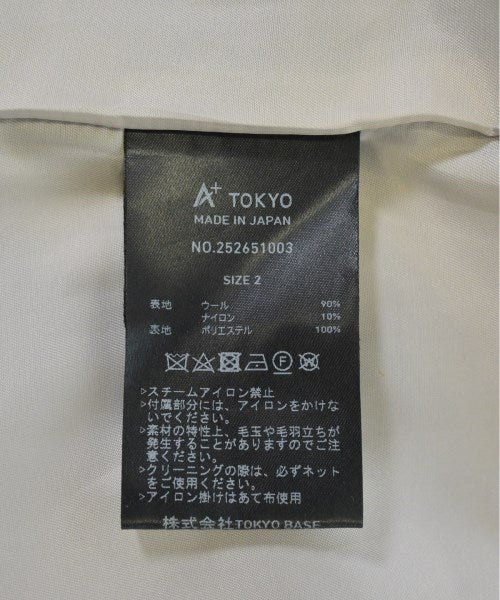 A+ TOKYO
MADE IN JAPAN
NO.252651003
SIZE 2
表地 ウール 90%
ナイロン 10%
裏地 ポリエステル 100%
F W
>スチームアイロン禁止
>付属部分には、アイロンをかけな
いでください。
>素材の特性上、毛玉や毛羽立ちが
発生することがありますのでご注
意ください。
>クリーニングの際は、必ずネット
をご使用ください。
>アイロン掛けはあて布使用
株式会社TOKYO BASE